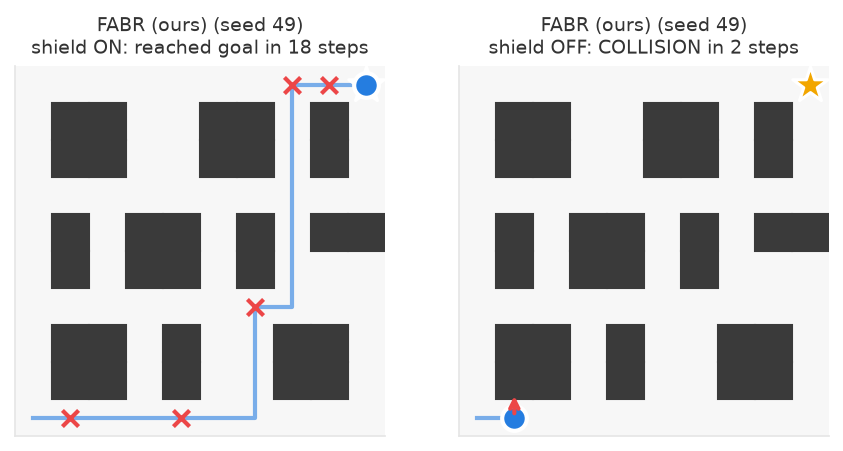 FABR (ours) (seed 49)
shield ON: reached goal in 18 steps
FABR (ours) (seed 49)
shield OFF: COLLISION in 2 steps